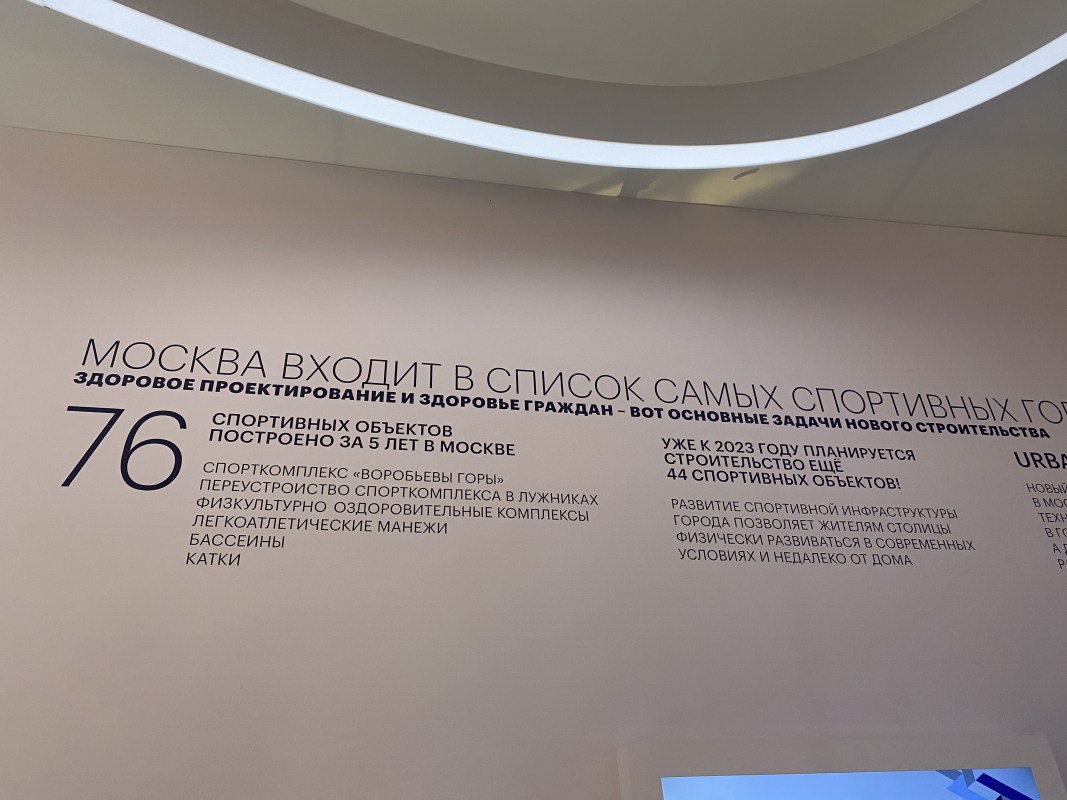 МОСКВА ВХОДИТ В СПИСОК САМЫХ СПОРТИВНЫХ
ЗДОРОВОЕ ПРОЕКТИРОВАНИЕ И ЗДОРОВЬЕ ГРАЖДАН – ВОТ ОСНОВНЫЕ ЗАДАЧИ НОВОГО СТРОИТЕЛЬСТВА
76
СПОРТИВНЫХ ОБЪЕКТОВ
ПОСТРОЕНО ЗА 5 ЛЕТ В МОСКВЕ
СПОРТКОМПЛЕКС «ВОРОБЬЕВЫ ГОРЫ»
ПЕРЕУСТРОИСТВО СПОРТКОМПЛЕКСА В ЛУЖНИКАХ
ФИЗКУЛЬТУРНО ОЗДОРОВИТЕЛЬНЫЕ КОМПЛЕКСЫ
ЛЕГКОАТЛЕТИЧЕСКИЕ МАНЕЖИ
БАССЕИНЫ
КАТКИ
УЖЕ К 2023 ГОДУ ПЛАНИРУЕТСЯ
СТРОИТЕЛЬСТВО ЕЩЁ
44 СПОРТИВНЫХ ОБЪЕКТОВ!
РАЗВИТИЕ СПОРТИВНОЙ ИНФРАСТРУКТУРЫ
ГОРОДА ПОЗВОЛЯЕТ ЖИТЕЛЯМ СТОЛИЦЫ
ФИЗИЧЕСКИ РАЗВИВАТЬСЯ В СОВРЕМЕННЫХ
УСЛОВИЯХ И НЕДАЛЕКО ОТ ДОМА